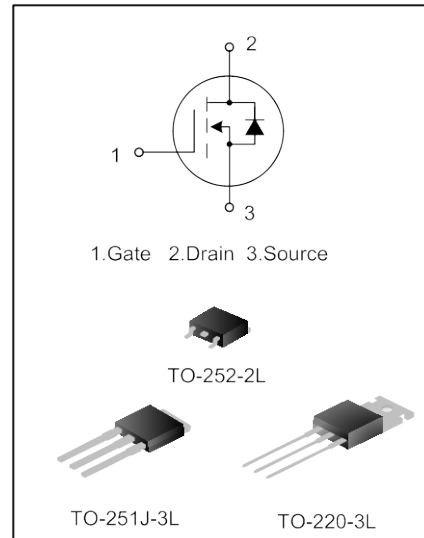 2
1
3
1.Gate 2.Drain 3.Source
TO-252-2L
TO-251J-3L
TO-220-3L